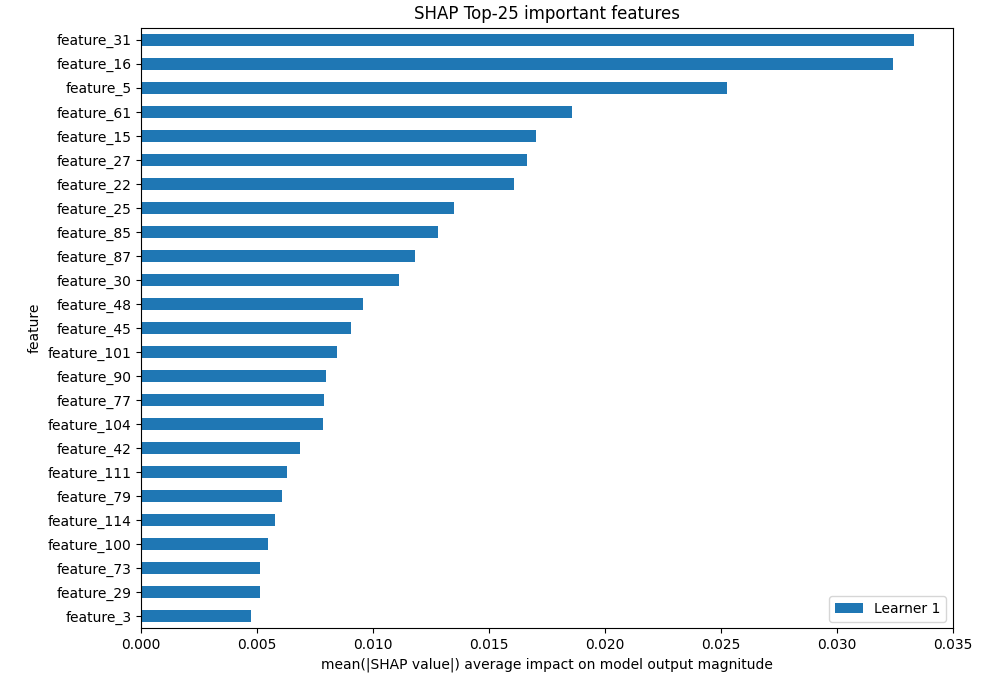 SHAP Top-25 important features
feature_31
feature_16
feature_5
feature_61
feature_15
feature_27
feature_22
feature_25
feature_85
feature_87
feature_30
feature_48
feature_45
feature_101
feature_90
feature_77
feature_104
feature_42
feature_111
feature_79
feature_114
feature_100
feature_73
feature_29
feature_3
feature
Learner 1
0.000 0.005 0.010 0.015 0.020 0.025 0.030 0.035
mean(|SHAP value|) average impact on model output magnitude